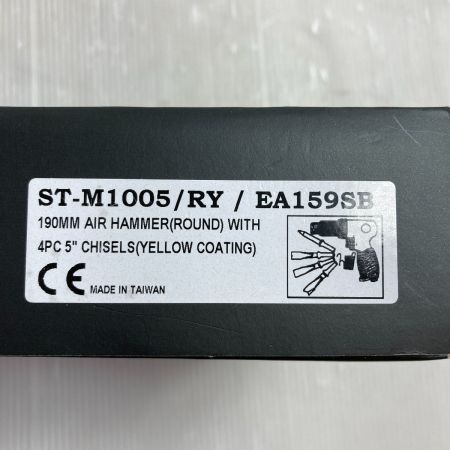 ST-M1005/RY / EA159SB
190MM AIR HAMMER(ROUND) WITH
4PC 5" CHISELS(YELLOW COATING)
CE MADE IN TAIWAN